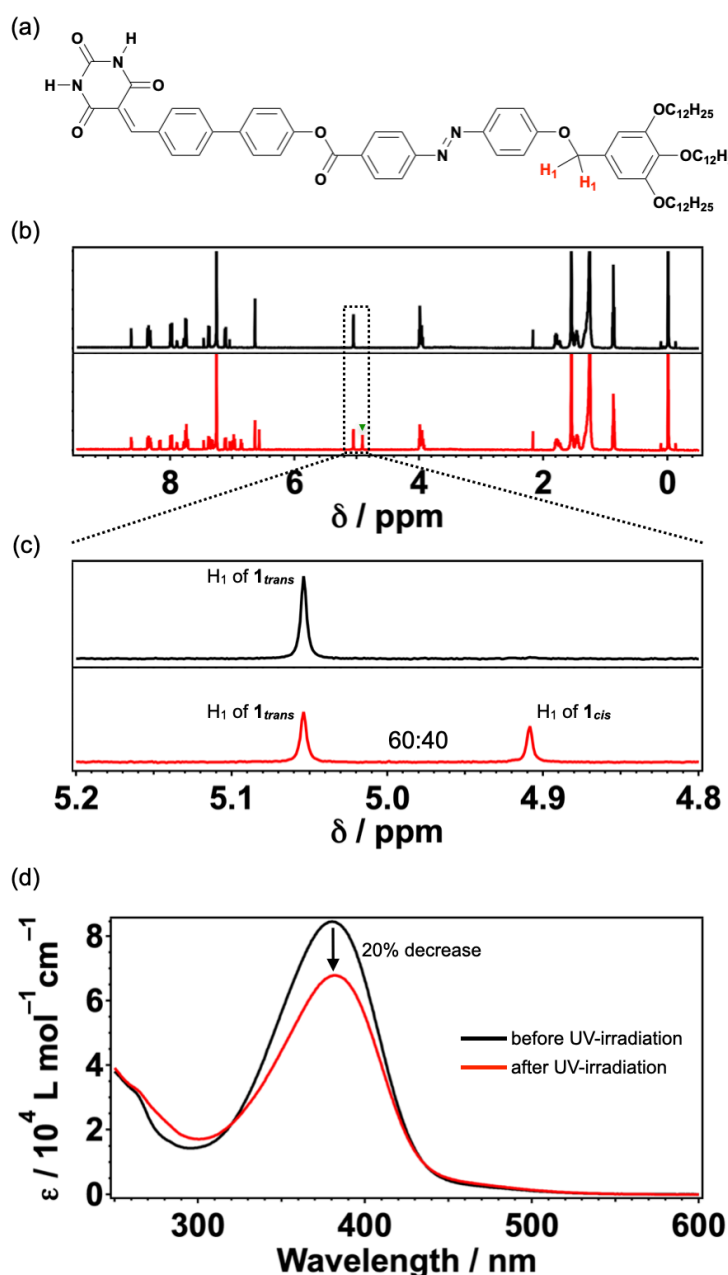 (a)
O
N
H
H
N
O
O
O
O
N
N
O
H1
H1
OC12H25
OC12H
OC12H25
(b)
8
6
4
2
0
δ / ppm
(c)
H1 of 1trans
H1 of 1trans
60:40
H1 of 1cis
5.2
5.1
5.0
4.9
4.8
δ / ppm
(d)
8
6
4
2
0
ε / 10⁴ L mol⁻¹ cm⁻¹
20% decrease
before UV-irradiation
after UV-irradiation
300
400
500
600
Wavelength / nm